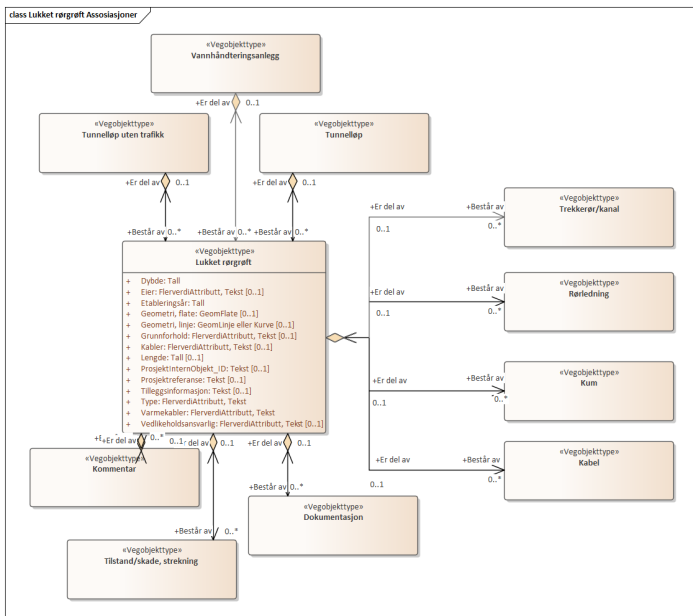 class Lukket rørgrøft Assosiasjoner
«Vegobjekttype»
Vannhåndteringsanlegg
+Er del av 0..1
«Vegobjekttype»
Tunnelløp uten trafikk
«Vegobjekttype»
Tunnelløp
+Er del av 0..1
+Er del av 0..1
+Består av 0..*
+Består av 0..*
+Består av 0..*
«Vegobjekttype»
Lukket rørgrøft
+ Dybde: Tall
+ Eier: FlerverdiAttributt, Tekst [0..1]
+ Etableringsår: Tall
+ Geometri, flate: GeomFlate [0..1]
+ Geometri, linje: GeomLinje eller Kurve [0..1]
+ Grunnforhold: FlerverdiAttributt, Tekst [0..1]
+ Kabler: FlerverdiAttributt, Tekst [0..1]
+ Lengde: Tall [0..1]
+ ProsjektInternObjekt_ID: Tekst [0..1]
+ Prosjektreferanse: Tekst [0..1]
+ Tilleggsinformasjon: Tekst [0..1]
+ Type: FlerverdiAttributt, Tekst
+ Varmekabler: FlerverdiAttributt, Tekst
+ Vedlikeholdsansvarlig: FlerverdiAttributt, Tekst [0..1]
+Er del av
0..1
+Består av
0..*
«Vegobjekttype»
Trekkerør/kanal
+Er del av
0..1
+Består av
0..*
«Vegobjekttype»
Rørledning
+Er del av
0..1
+Består av
0..*
«Vegobjekttype»
Kum
+Er del av
0..1
+Består av
0..*
«Vegobjekttype»
Kabel
0..*
+Er del av 0..1
0..1
+Er del av 0..1
«Vegobjekttype»
Kommentar
+Består av 0..*
«Vegobjekttype»
Dokumentasjon
+Består av 0..*
«Vegobjekttype»
Tilstand/skade, strekning